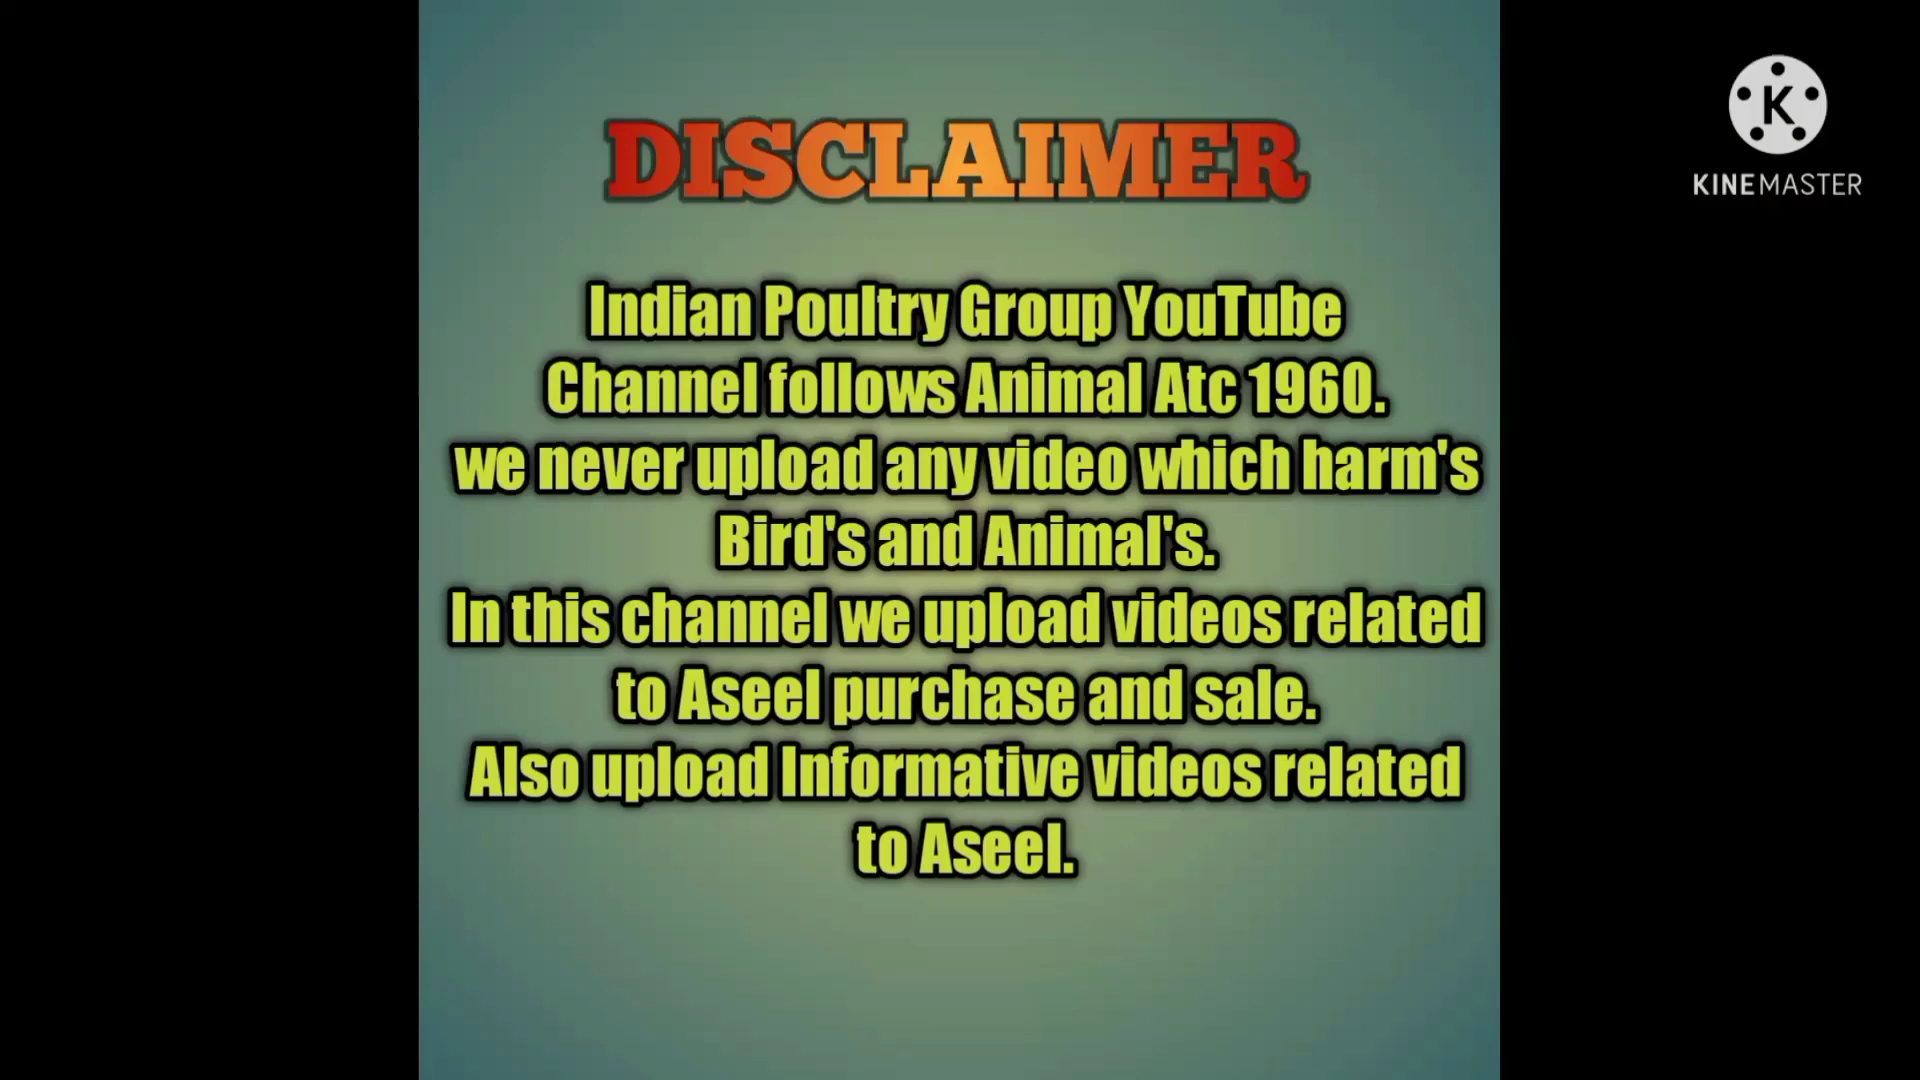 DISCLAIMER
K
KINEMASTER
Indian Poultry Group YouTube
Channel follows Animal Atc 1960.
we never upload any video which harm's
Bird's and Animal's.
In this channel we upload videos related
to Aseel purchase and sale.
Also upload Informative videos related
to Aseel.